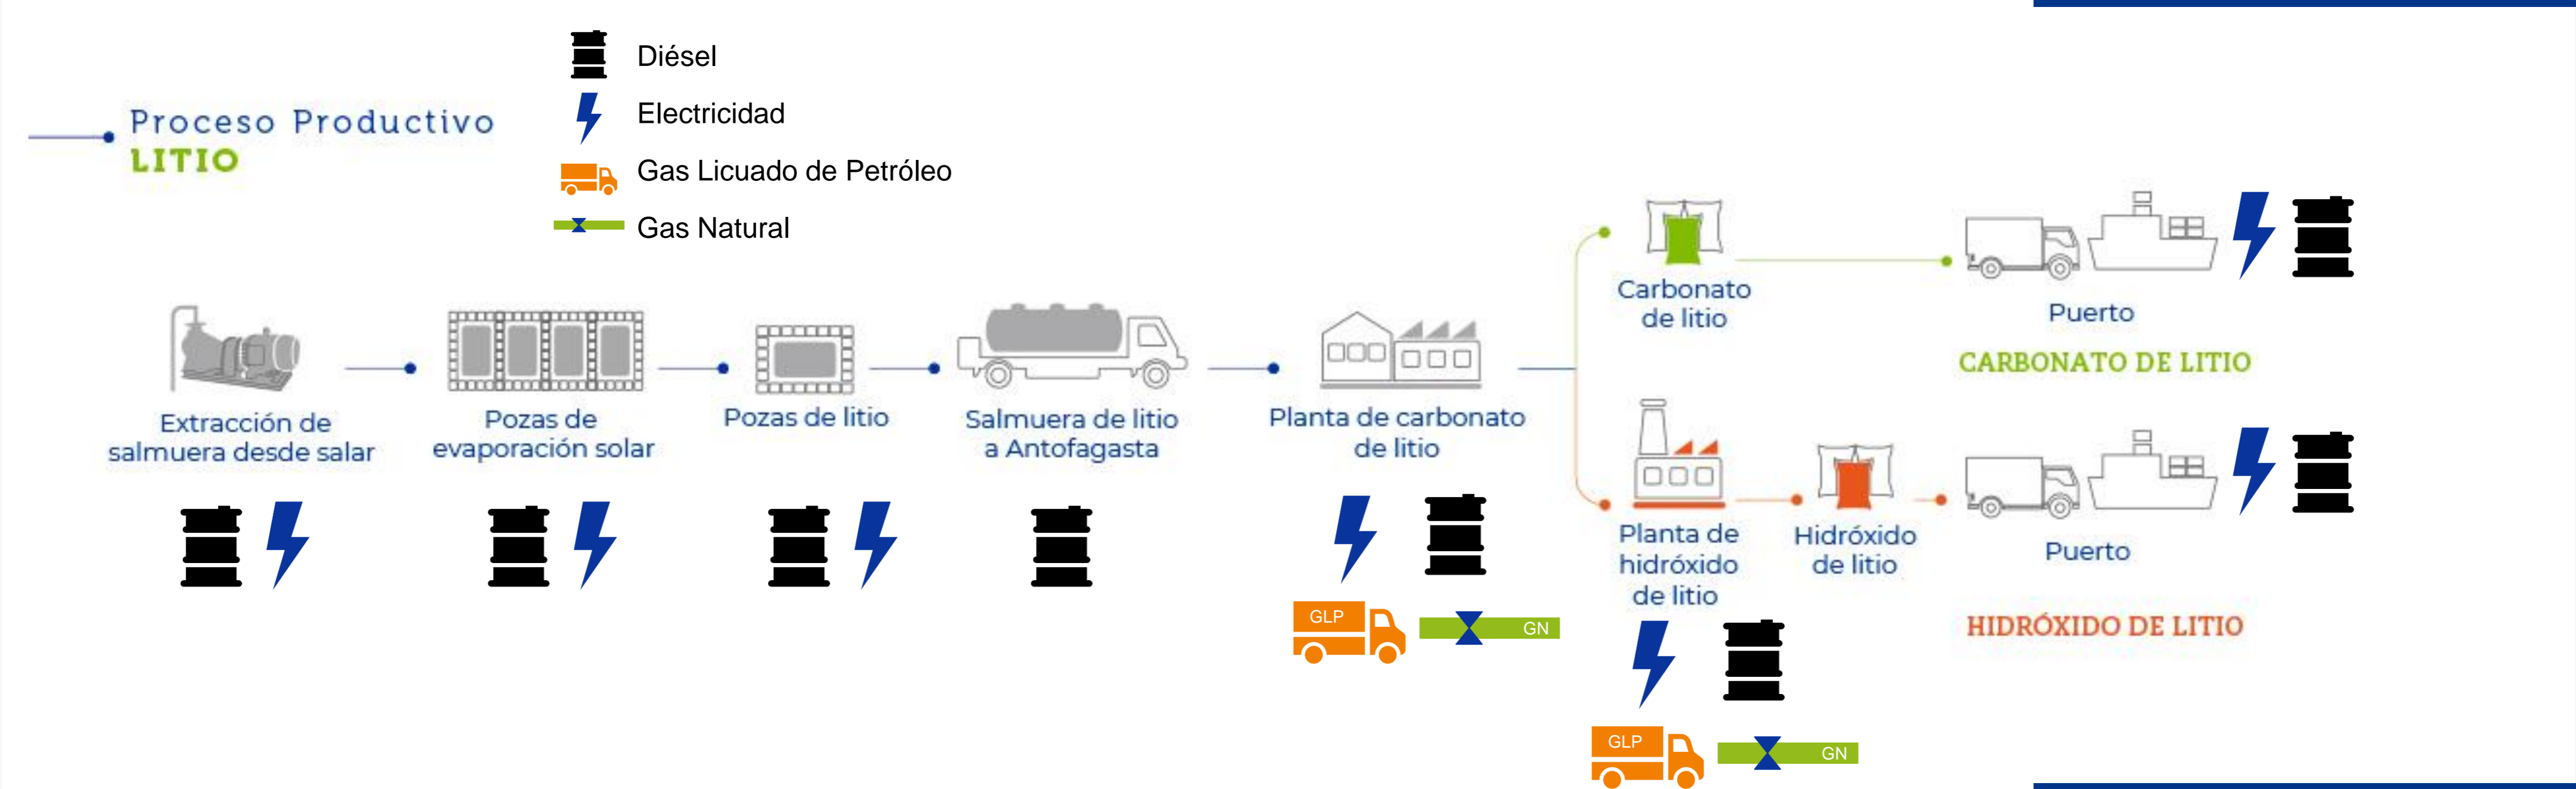 Proceso Productivo
LITIO
Diésel
Electricidad
Gas Licuado de Petróleo
Gas Natural
Extracción de
salmuera desde salar
Pozas de
evaporación solar
Pozas de litio
Salmuera de litio
a Antofagasta
Planta de carbonato
de litio
GLP
GN
Carbonato
de litio
Puerto
CARBONATO DE LITIO
Planta de
hidróxido
de litio
GLP
GN
Hidróxido
de litio
Puerto
HIDRÓXIDO DE LITIO